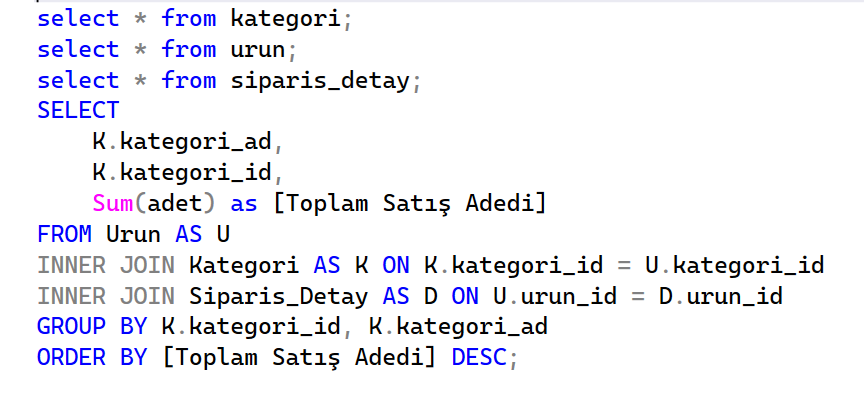 select * from kategori;
select * from urun;
select * from siparis_detay;
SELECT
    K.kategori_ad,
    K.kategori_id,
    Sum(adet) as [Toplam Satış Adedi]
FROM Urun AS U
INNER JOIN Kategori AS K ON K.kategori_id = U.kategori_id
INNER JOIN Siparis_Detay AS D ON U.urun_id = D.urun_id
GROUP BY K.kategori_id, K.kategori_ad
ORDER BY [Toplam Satış Adedi] DESC;